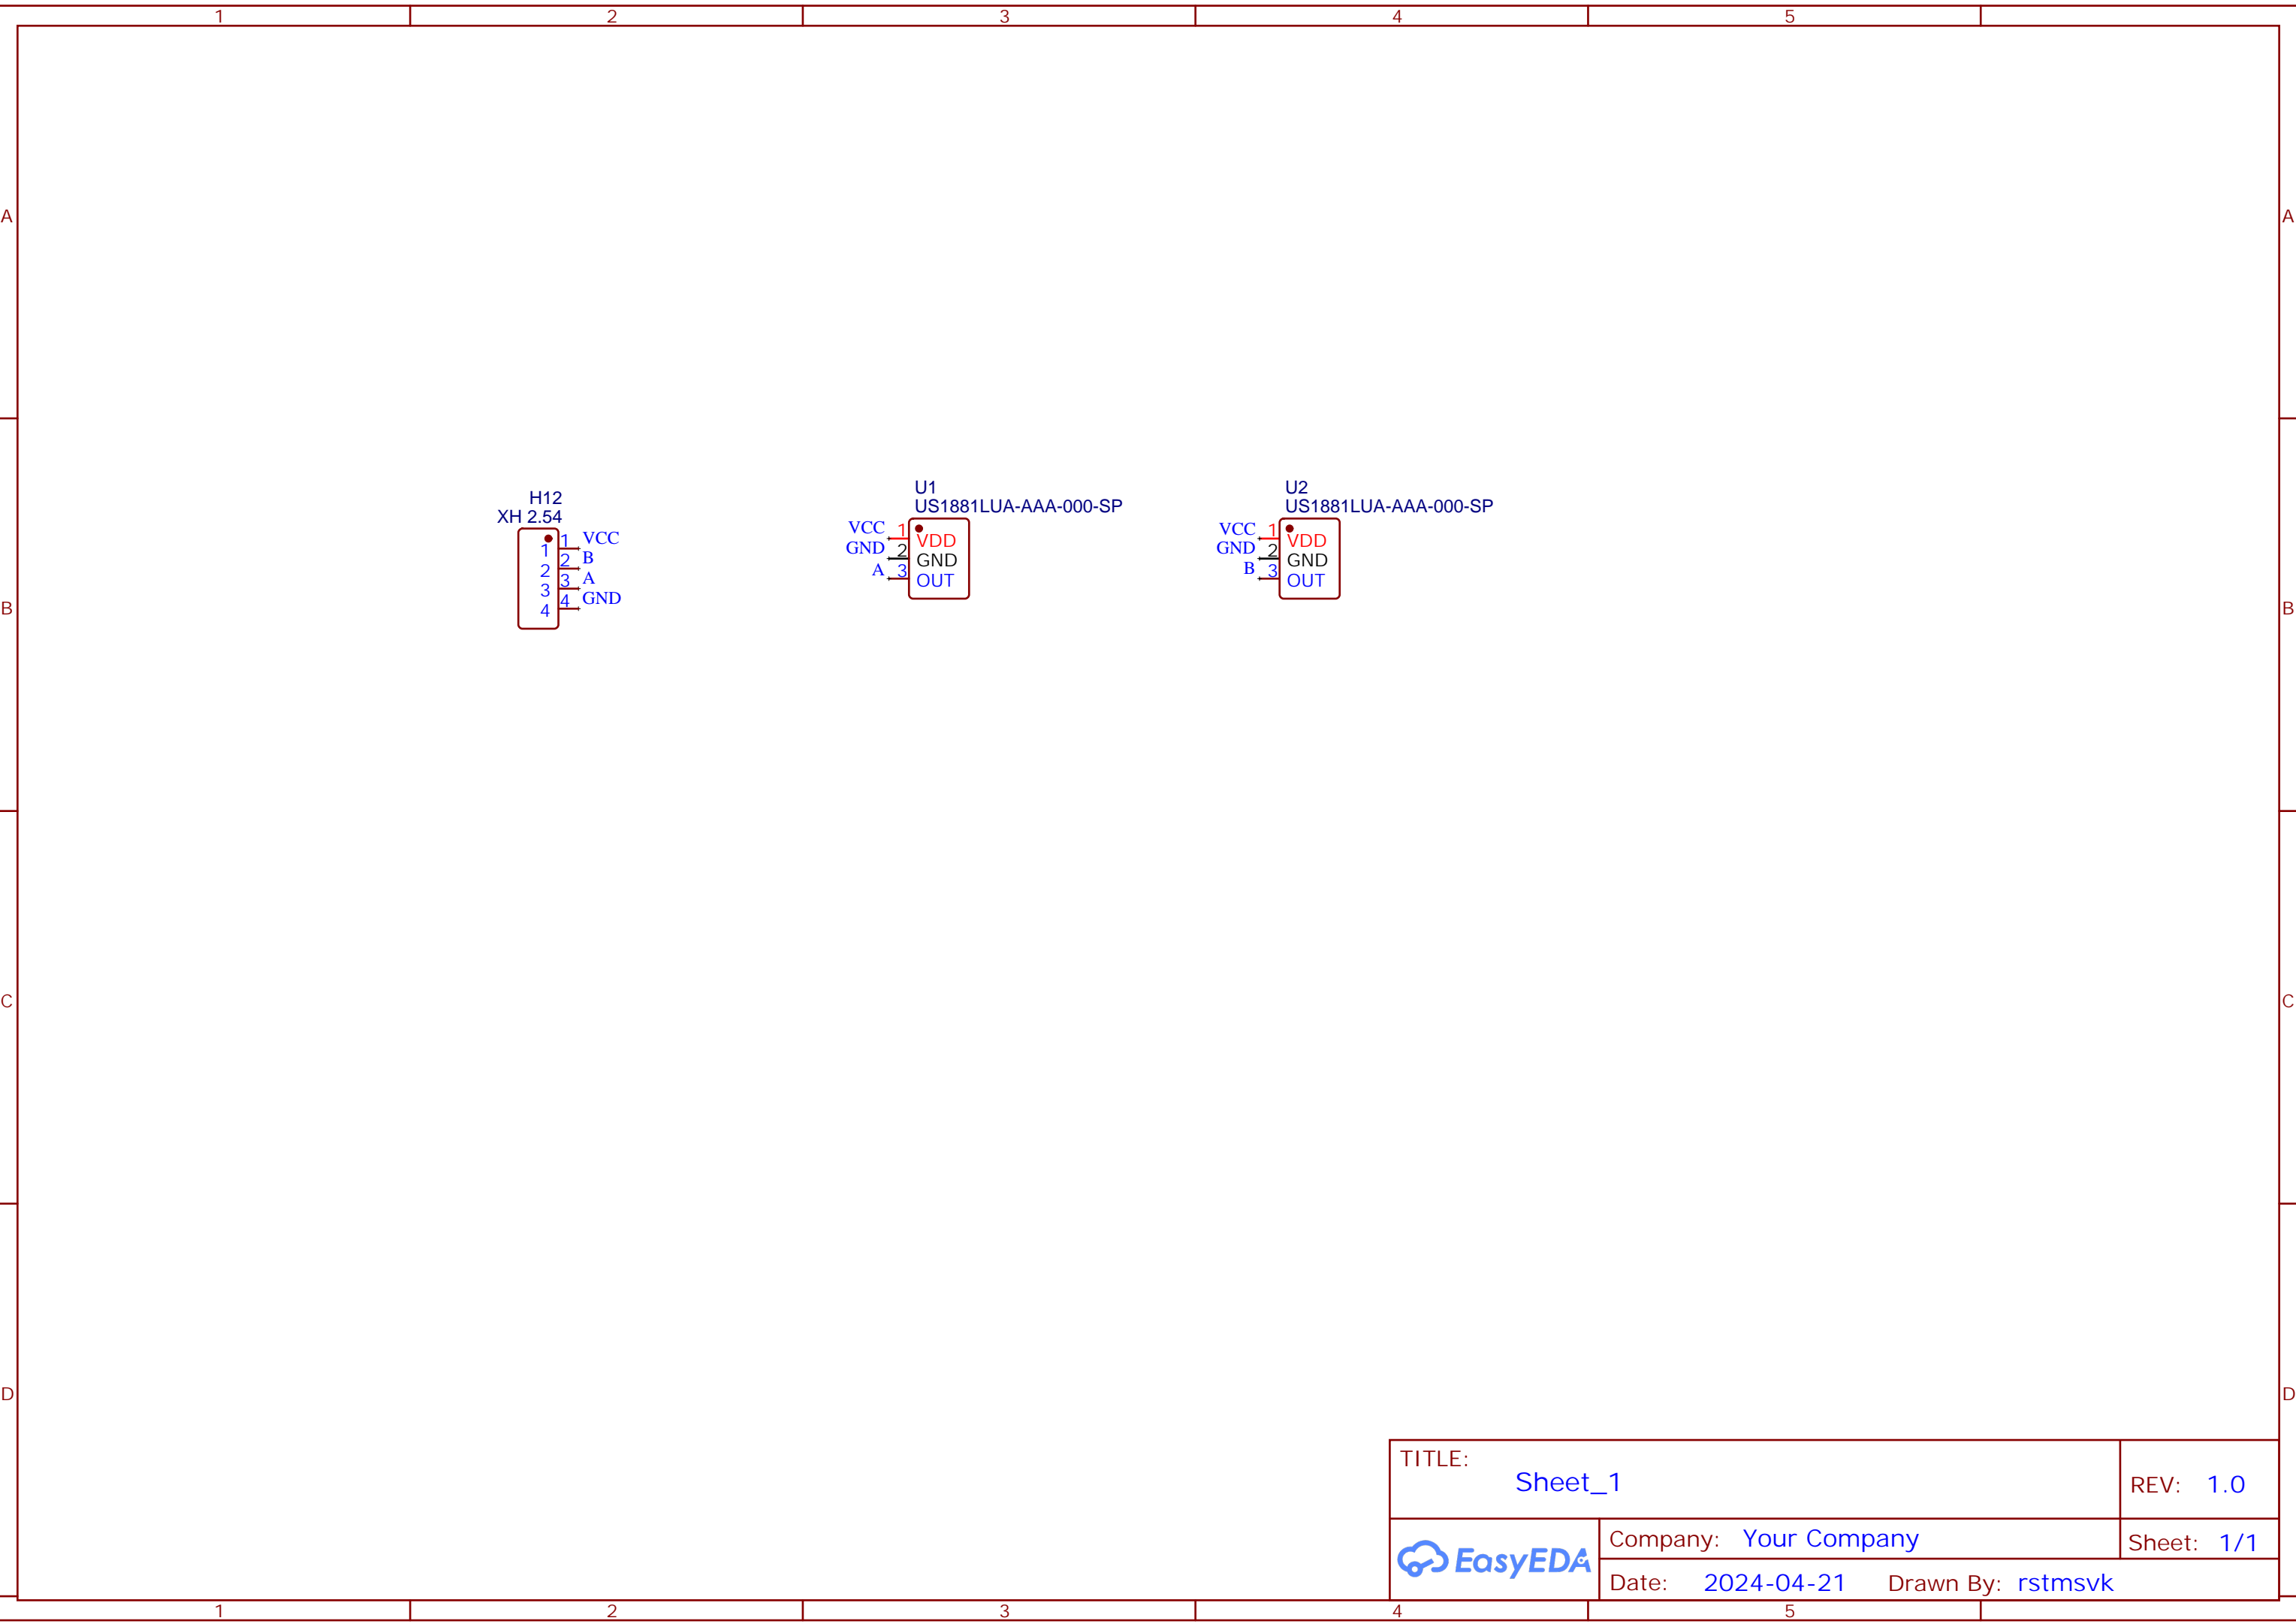 1 2 3 4 5
A A
H12
XH 2.54
1 1 VCC
2 2 B
3 3 A
4 4 GND
U1
US1881LUA-AAA-000-SP
VCC 1 VDD
GND 2 GND
A 3 OUT
U2
US1881LUA-AAA-000-SP
VCC 1 VDD
GND 2 GND
B 3 OUT
B B
C C
D D
TITLE:
Sheet_1
REV: 1.0
EasyEDA
Company: Your Company
Sheet: 1/1
Date: 2024-04-21 Drawn By: rstmsvk
1 2 3 4 5